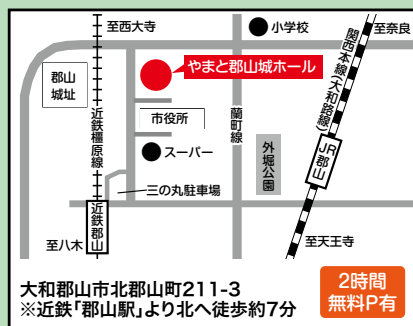 至西大寺
小学校
至奈良
やまと郡山城ホール
郡山
城址
市役所
近鉄橿原線
蘭町線
関西本線(大和路線)
スーパー
外堀公園
JR郡山
三の丸駐車場
近鉄郡山
至八木
至天王寺
大和郡山市北郡山町211-3
※近鉄「郡山駅」より北へ徒歩約7分
2時間
無料P有